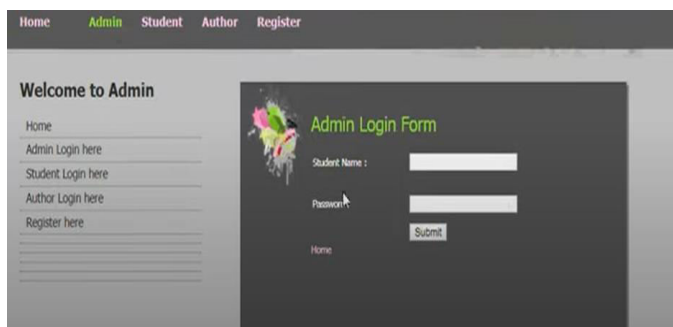 Home Admin Student Author Register
Welcome to Admin
Home
Admin Login here
Student Login here
Author Login here
Register here
Admin Login Form
Student Name :
Submit
Home